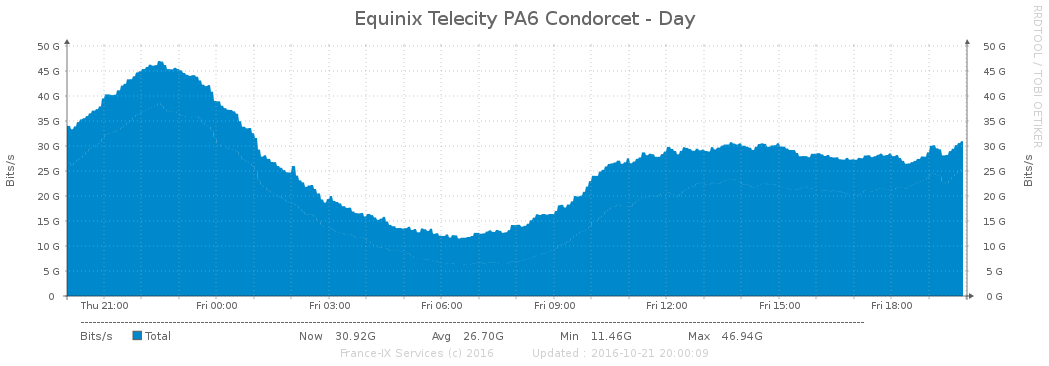 Equinix Telecity PA6 Condorcet - Day
RRDTOOL / TOBI OETIKER
Bits/s
50 G 50 G
45 G 45 G
40 G 40 G
35 G 35 G
30 G 30 G
25 G 25 G
20 G 20 G
15 G 15 G
10 G 10 G
5 G 5 G
0 0 G
Bits/s
Thu 21:00 Fri 00:00 Fri 03:00 Fri 06:00 Fri 09:00 Fri 12:00 Fri 15:00 Fri 18:00
Bits/s Total Now 30.92G Avg 26.70G Min 11.46G Max 46.94G
France-IX Services (c) 2016 Updated : 2016-10-21 20:00:09